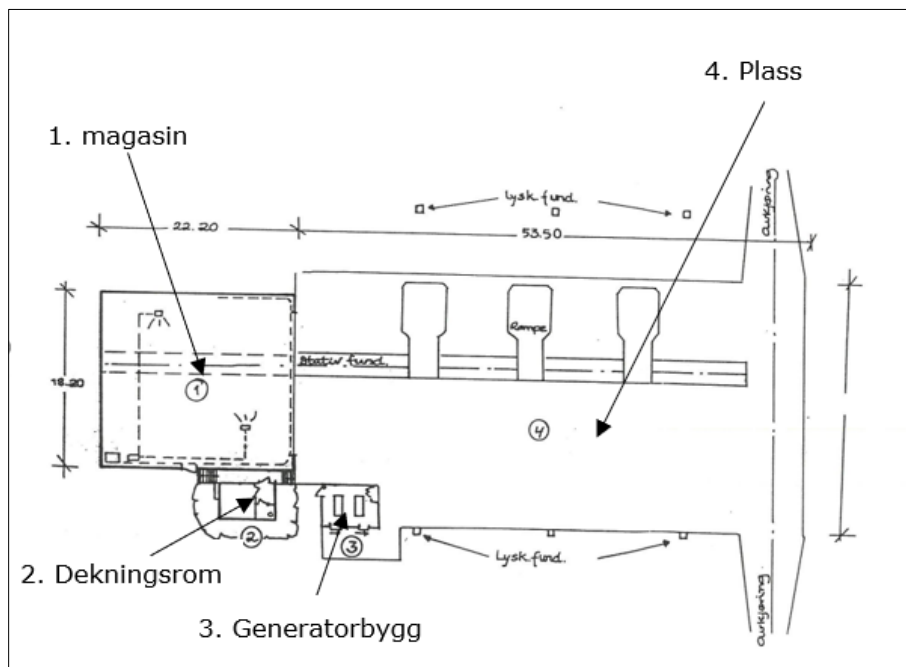 4. Plass
1. magasin
Lysk. fund.
Avkjøring
22.20
53.50
Rampe
Stativ. fund.
18.20
1
4
2
3
Lysk. fund.
Avkjøring
2. Dekningsrom
3. Generatorbygg